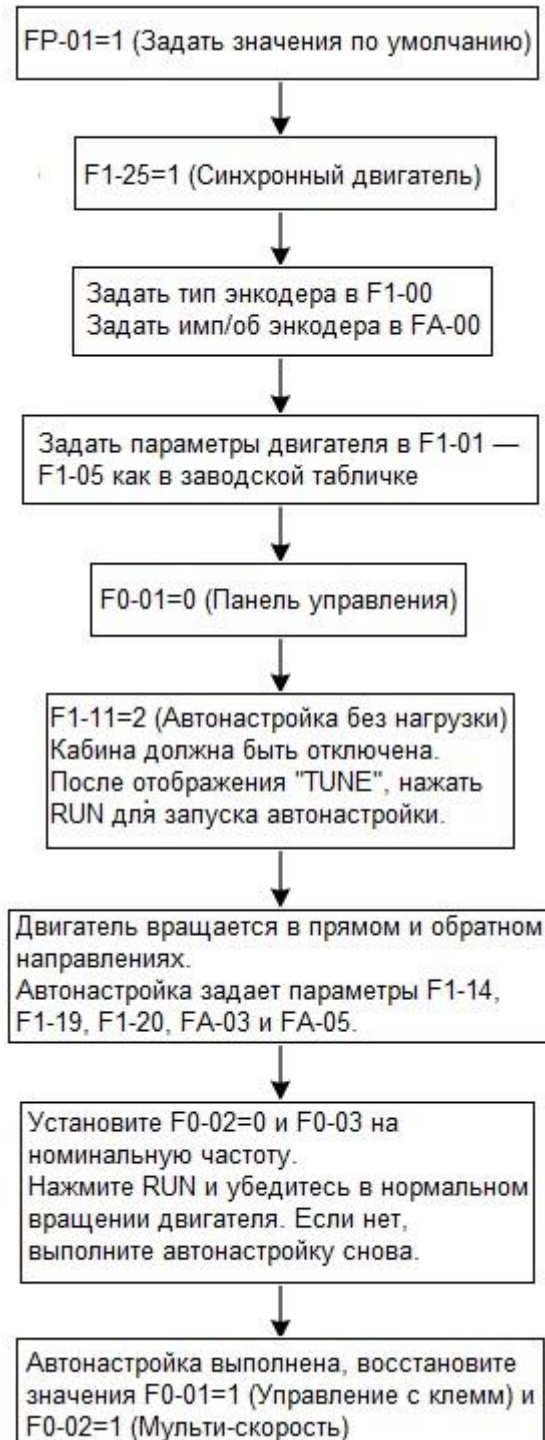 FP-01=1 (Задать значения по умолчанию)
F1-25=1 (Синхронный двигатель)
Задать тип энкодера в F1-00
Задать имп/об энкодера в FA-00
Задать параметры двигателя в F1-01 —
F1-05 как в заводской табличке
F0-01=0 (Панель управления)
F1-11=2 (Автонастройка без нагрузки)
Кабина должна быть отключена.
После отображения "TUNE", нажать
RUN для запуска автонастройки.
Двигатель вращается в прямом и обратном
направлениях.
Автонастройка задает параметры F1-14,
F1-19, F1-20, FA-03 и FA-05.
Установите F0-02=0 и F0-03 на
номинальную частоту.
Нажмите RUN и убедитесь в нормальном
вращении двигателя. Если нет,
выполните автонастройку снова.
Автонастройка выполнена, восстановите
значения F0-01=1 (Управление с клемм) и
F0-02=1 (Мульти-скорость)